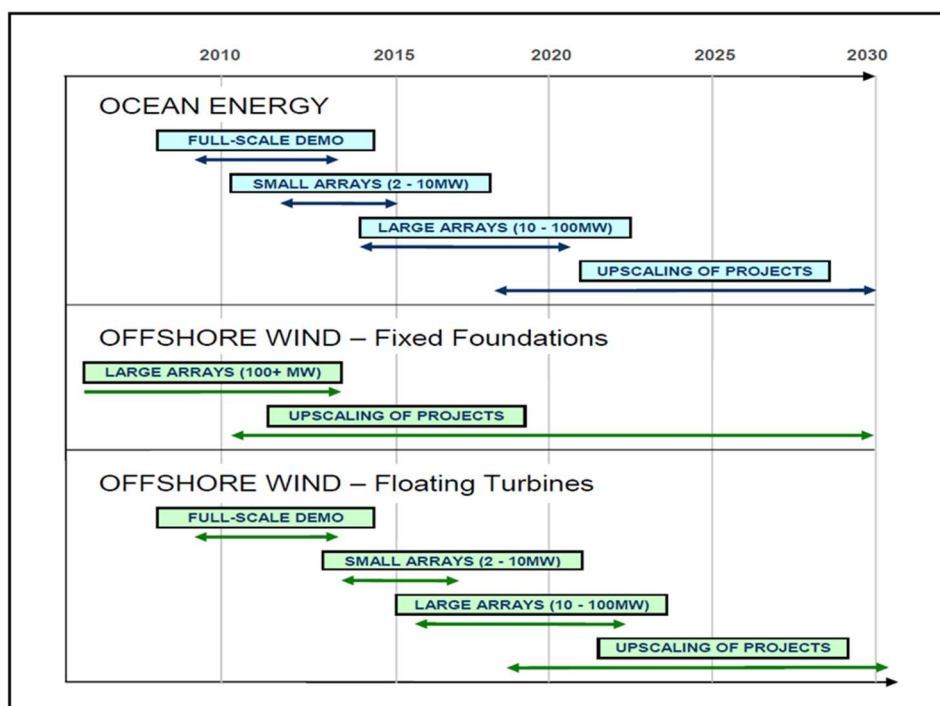 2010 2015 2020 2025 2030
OCEAN ENERGY
FULL-SCALE DEMO
SMALL ARRAYS (2 - 10MW)
LARGE ARRAYS (10 - 100MW)
UPSCALING OF PROJECTS
OFFSHORE WIND – Fixed Foundations
LARGE ARRAYS (100+ MW)
UPSCALING OF PROJECTS
OFFSHORE WIND – Floating Turbines
FULL-SCALE DEMO
SMALL ARRAYS (2 - 10MW)
LARGE ARRAYS (10 - 100MW)
UPSCALING OF PROJECTS